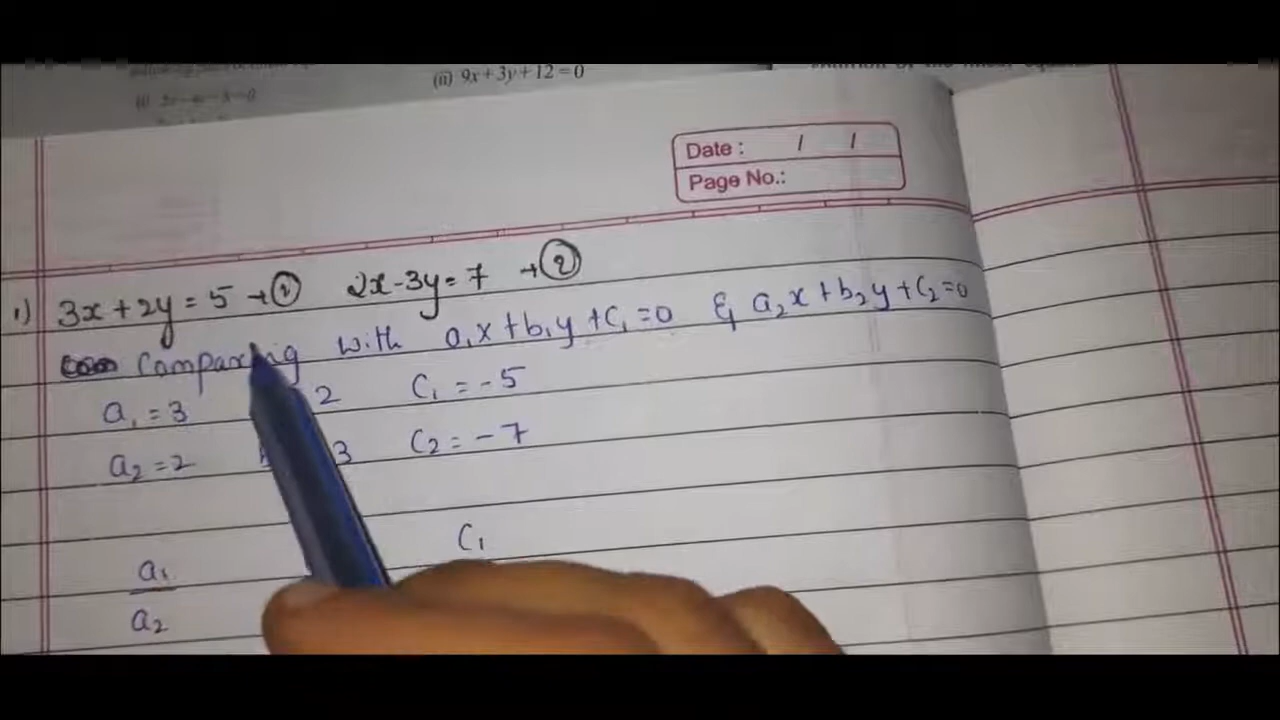 (ii) 9x+3y+12=0
Date : / /
Page No.:
1) 3x+2y=5 → ① 2x-3y=7 → ②
Comparing with a₁x+b₁y+c₁=0 & a₂x+b₂y+c₂=0
a₁=3 2 c₁=-5
a₂=2 3 c₂=-7
c₁
a₁
a₂